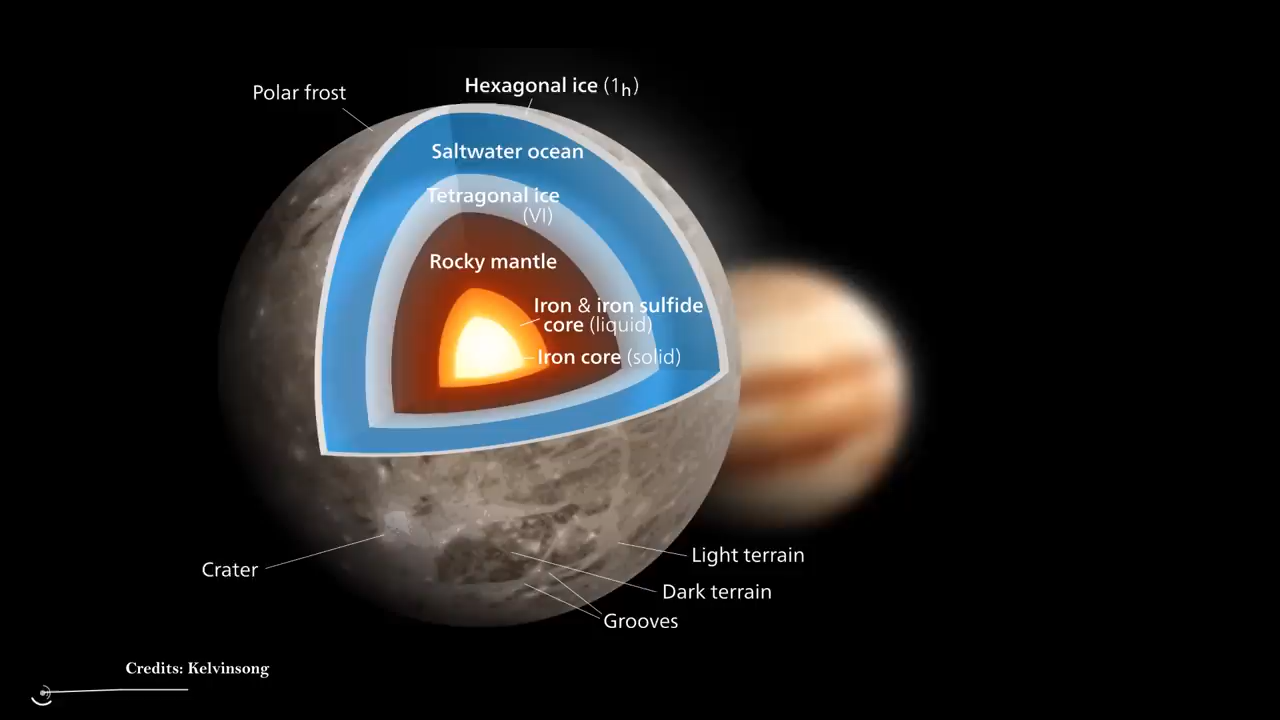 Hexagonal ice (1h)
Polar frost
Saltwater ocean
Tetragonal ice
(VI)
Rocky mantle
Iron & iron sulfide
core (liquid)
Iron core (solid)
Light terrain
Crater
Dark terrain
Grooves
Credits: Kelvinsong